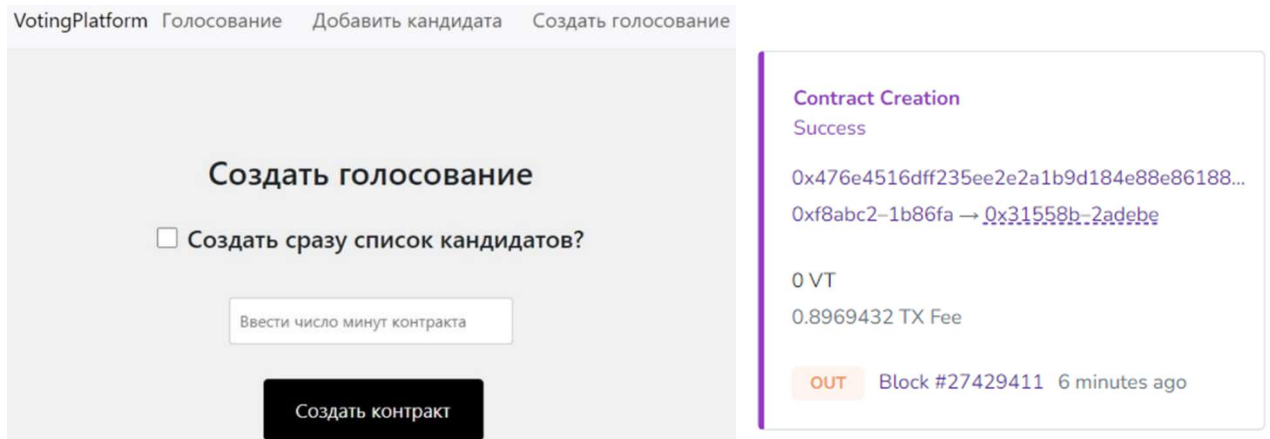 VotingPlatform Голосование Добавить кандидата Создать голосование
Создать голосование
Создать сразу список кандидатов?
Ввести число минут контракта
Создать контракт
Contract Creation
Success
0x476e4516dff235ee2e2a1b9d184e88e86188...
0xf8abc2–1b86fa → 0x31558b–2adebe
0 VT
0.8969432 TX Fee
OUT Block #27429411 6 minutes ago